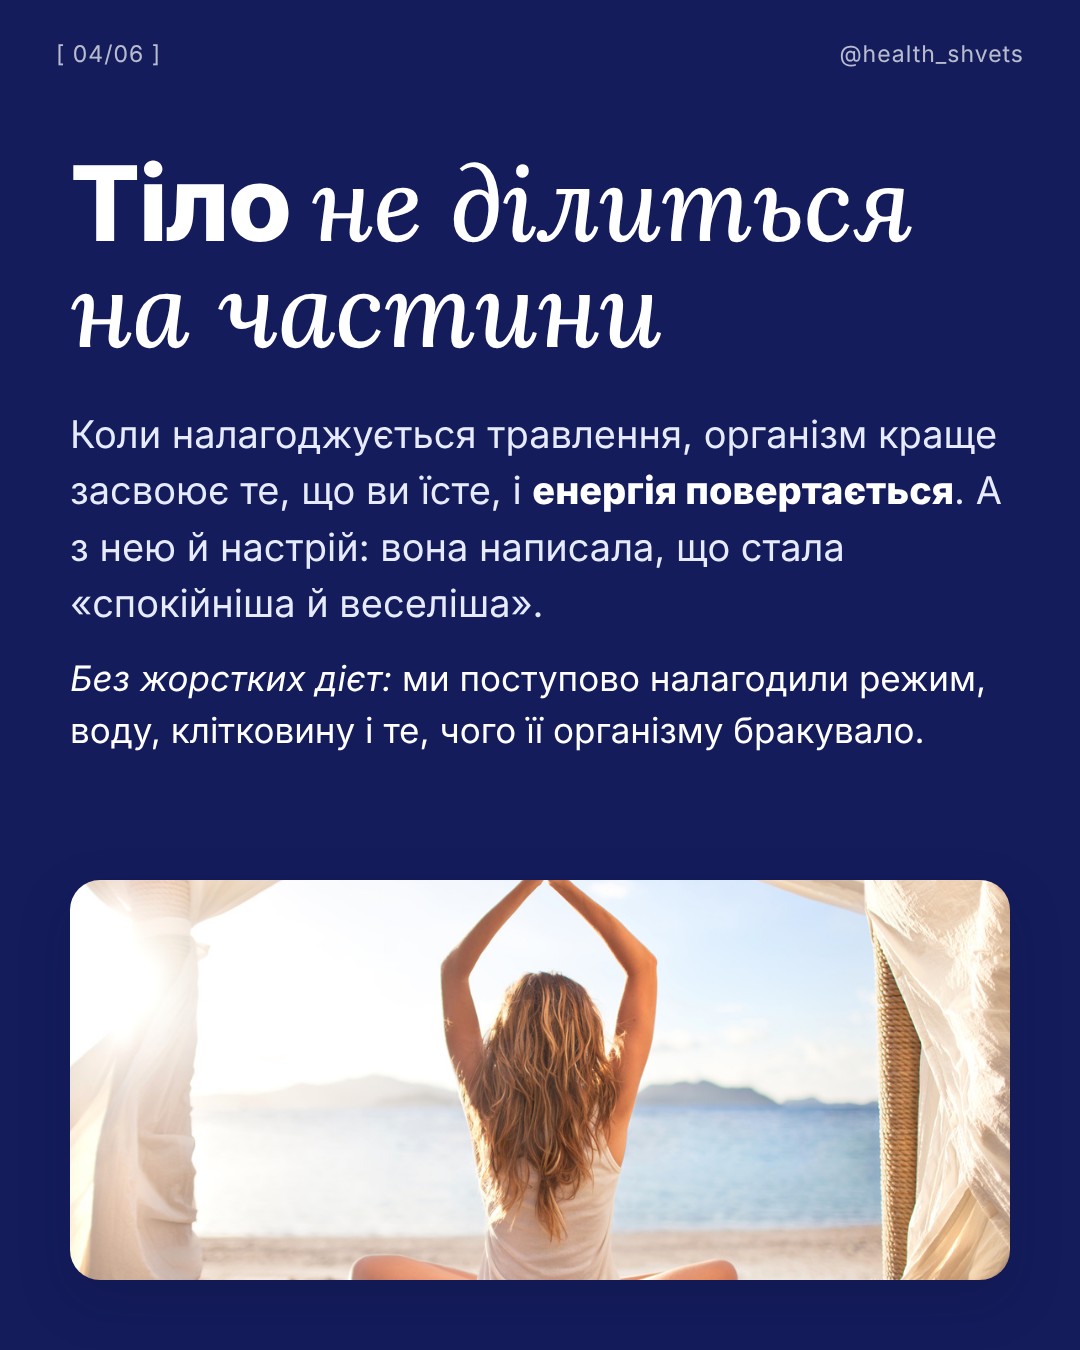 [ 04/06 ]
@health_shvets
Тіло не ділиться
на частини
Коли налагоджується травлення, організм краще
засвоює те, що ви їсте, і енергія повертається. А
з нею й настрій: вона написала, що стала
«спокійніша й веселіша».
Без жорстких дієт: ми поступово налагодили режим,
воду, клітковину і те, чого її організму бракувало.